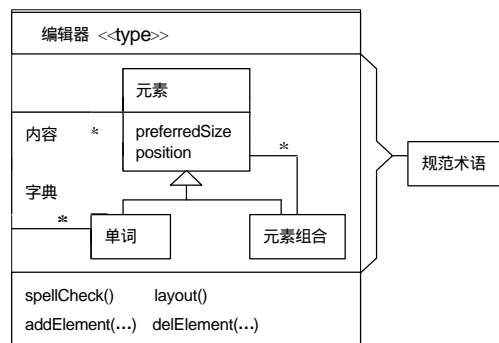 编辑器 <<type>>
元素
内容 *
preferredSize
position
*
规范术语
字典
*
单词
元素组合
spellCheck() layout()
addElement(…) delElement(…)